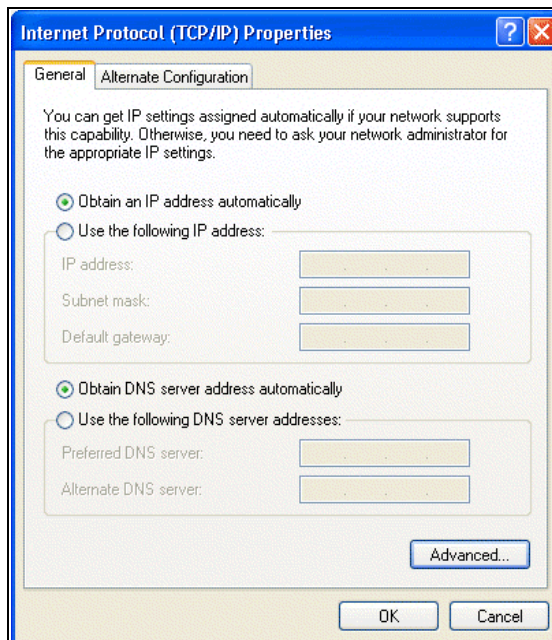 Internet Protocol (TCP/IP) Properties
General
Alternate Configuration
You can get IP settings assigned automatically if your network supports
this capability. Otherwise, you need to ask your network administrator for
the appropriate IP settings.
Obtain an IP address automatically
Use the following IP address:
IP address:
Subnet mask:
Default gateway:
Obtain DNS server address automatically
Use the following DNS server addresses:
Preferred DNS server:
Alternate DNS server:
Advanced...
OK
Cancel